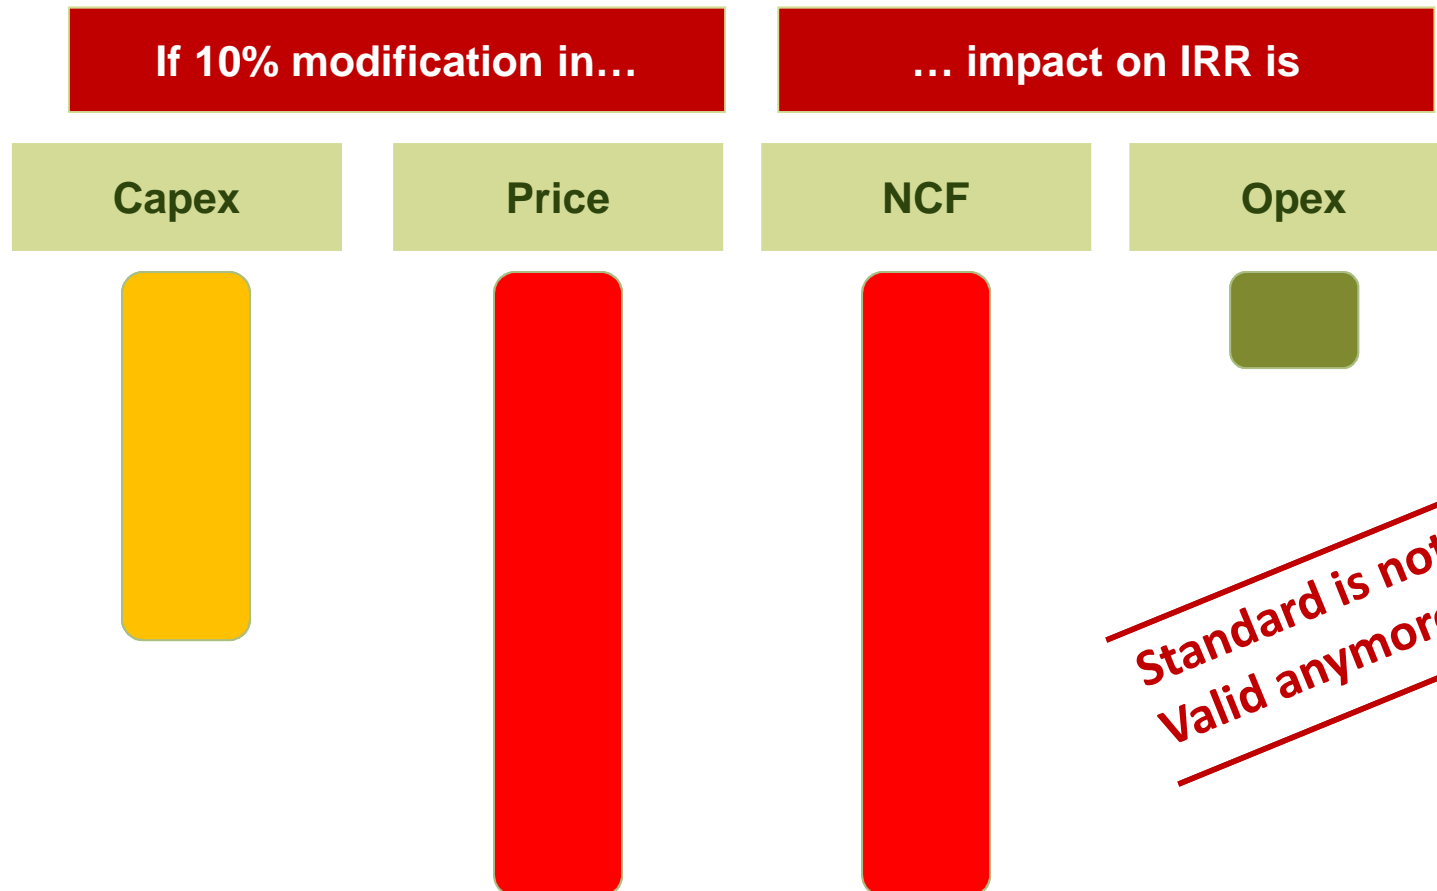 If 10% modification in…
… impact on IRR is
Capex
Price
NCF
Opex
Standard is not
Valid anymore